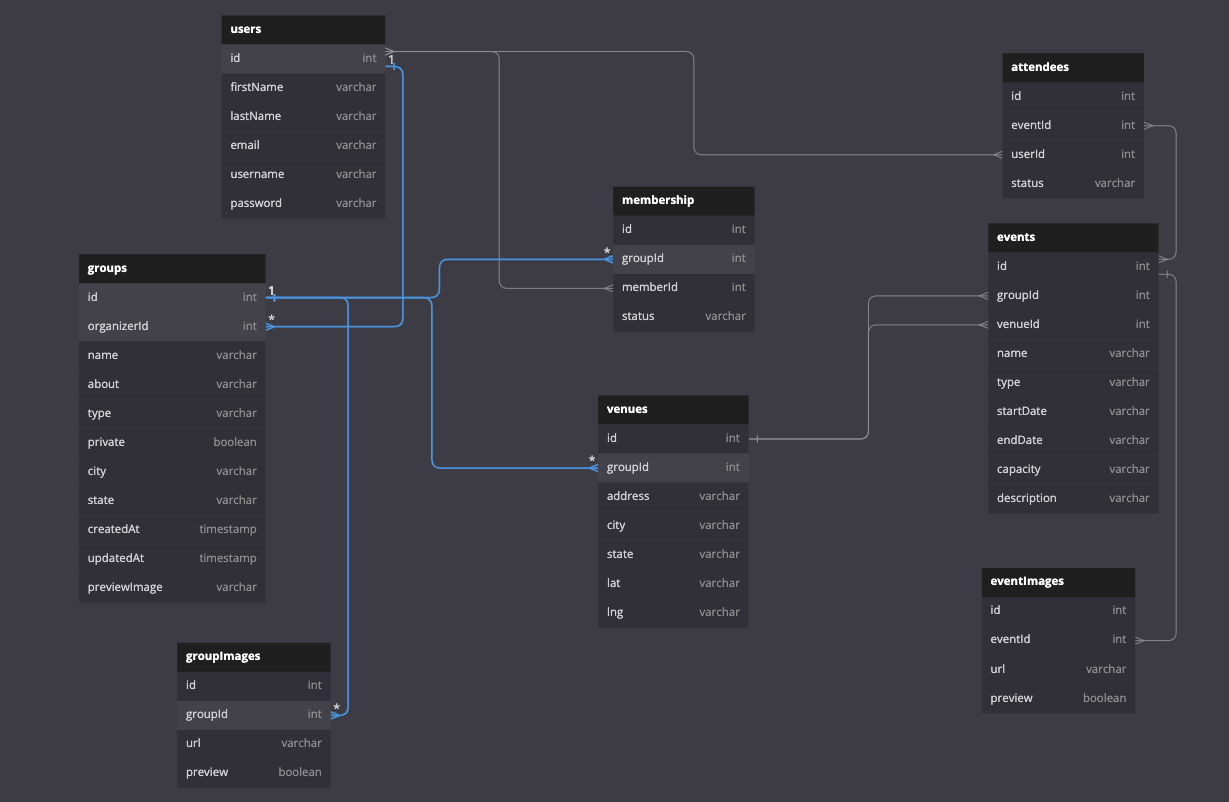 users
id int
firstName varchar
lastName varchar
email varchar
username varchar
password varchar
1
groups
id int
organizerId int
name varchar
about varchar
type varchar
private boolean
city varchar
state varchar
createdAt timestamp
updatedAt timestamp
previewImage varchar
1
*
groupImages
id int
groupId int
url varchar
preview boolean
*
membership
id int
groupId int
memberId int
status varchar
*
venues
id int
groupId int
address varchar
city varchar
state varchar
lat varchar
lng varchar
*
attendees
id int
eventId int
userId int
status varchar
events
id int
groupId int
venueId int
name varchar
type varchar
startDate varchar
endDate varchar
capacity varchar
description varchar
eventImages
id int
eventId int
url varchar
preview boolean